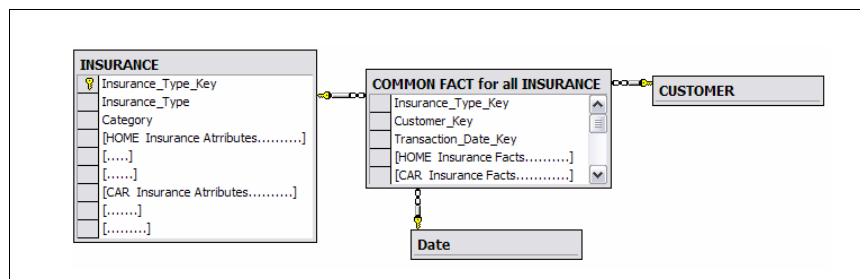 INSURANCE
Insurance_Type_Key
Insurance_Type
Category
[HOME Insurance Atrributes..........]
[.....]
[......]
[CAR Insurance Atrributes..........]
[.......]
[.........]
COMMON FACT for all INSURANCE
Insurance_Type_Key
Customer_Key
Transaction_Date_Key
[HOME Insurance Facts..........]
[CAR Insurance Facts............]
CUSTOMER
Date